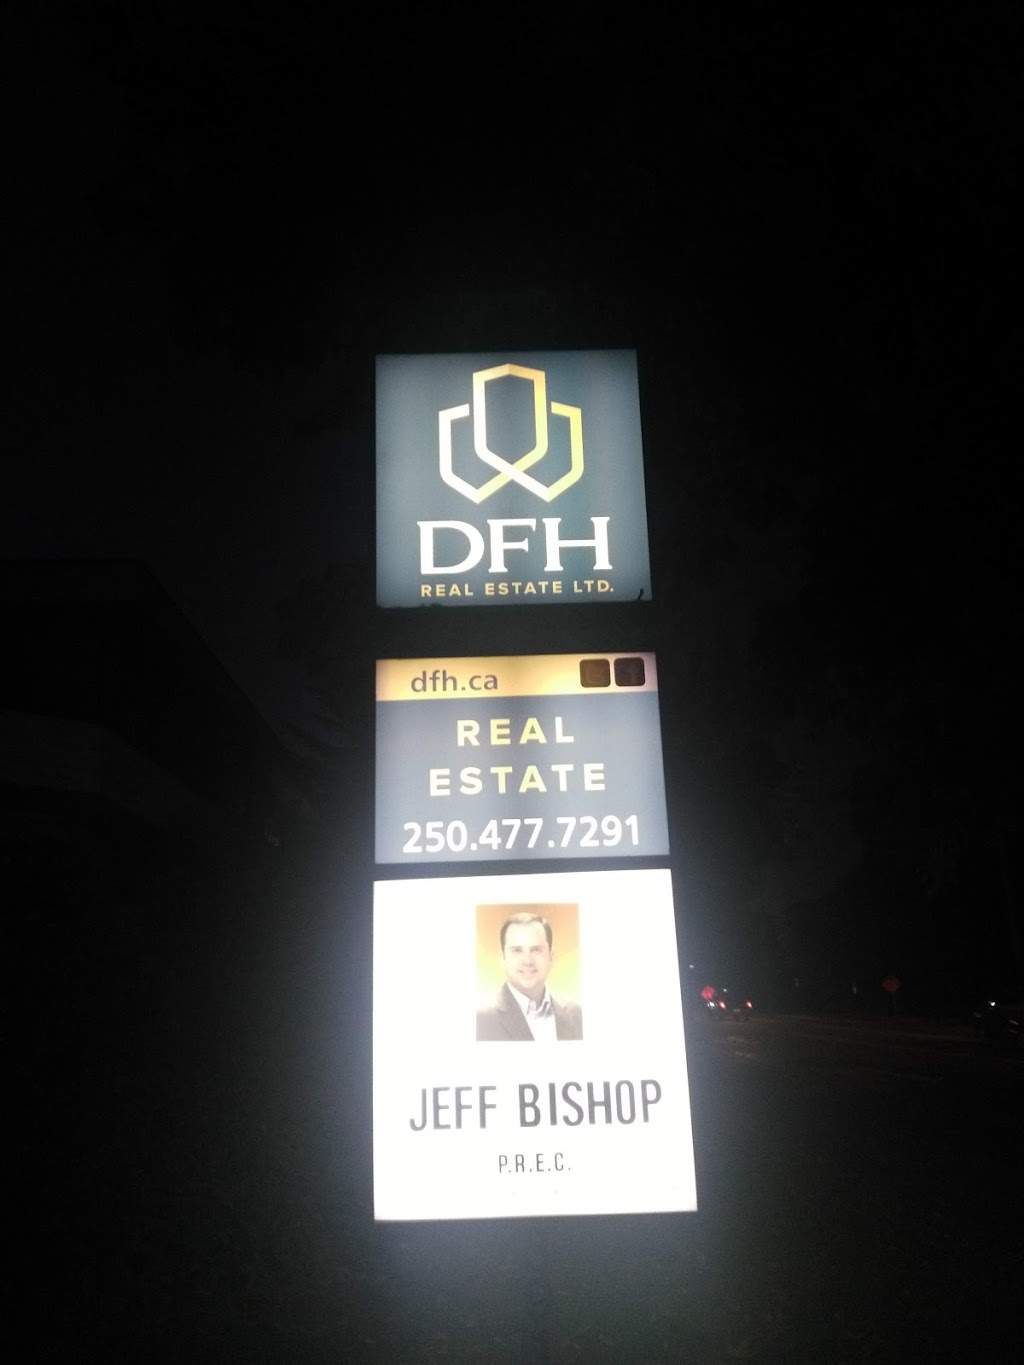 DFH
REAL ESTATE LTD.
dfh.ca
REAL
ESTATE
250.477.7291
JEFF BISHOP
P.R.E.C.